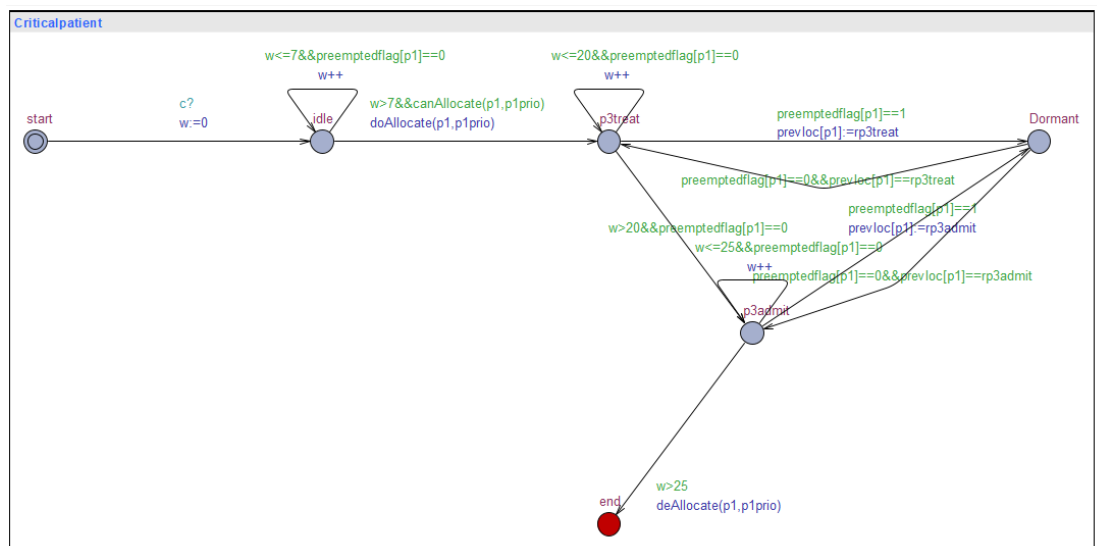 Criticalpatient
w<=7&&preemptedflag[p1]==0
w++
w<=20&&preemptedflag[p1]==0
w++
c?
w:=0
w>7&&canAllocate(p1,p1prio)
doAllocate(p1,p1prio)
start
idle
p3treat
preemptedflag[p1]==1
prevloc[p1]:=rp3treat
Dormant
preemptedflag[p1]==0&&prevloc[p1]==rp3treat
preemptedflag[p1]==1
prevloc[p1]:=rp3admit
w>20&&preemptedflag[p1]==0
w<=25&&preemptedflag[p1]==0
w++
preemptedflag[p1]==0&&prevloc[p1]==rp3admit
p3admit
w>25
deAllocate(p1,p1prio)
end